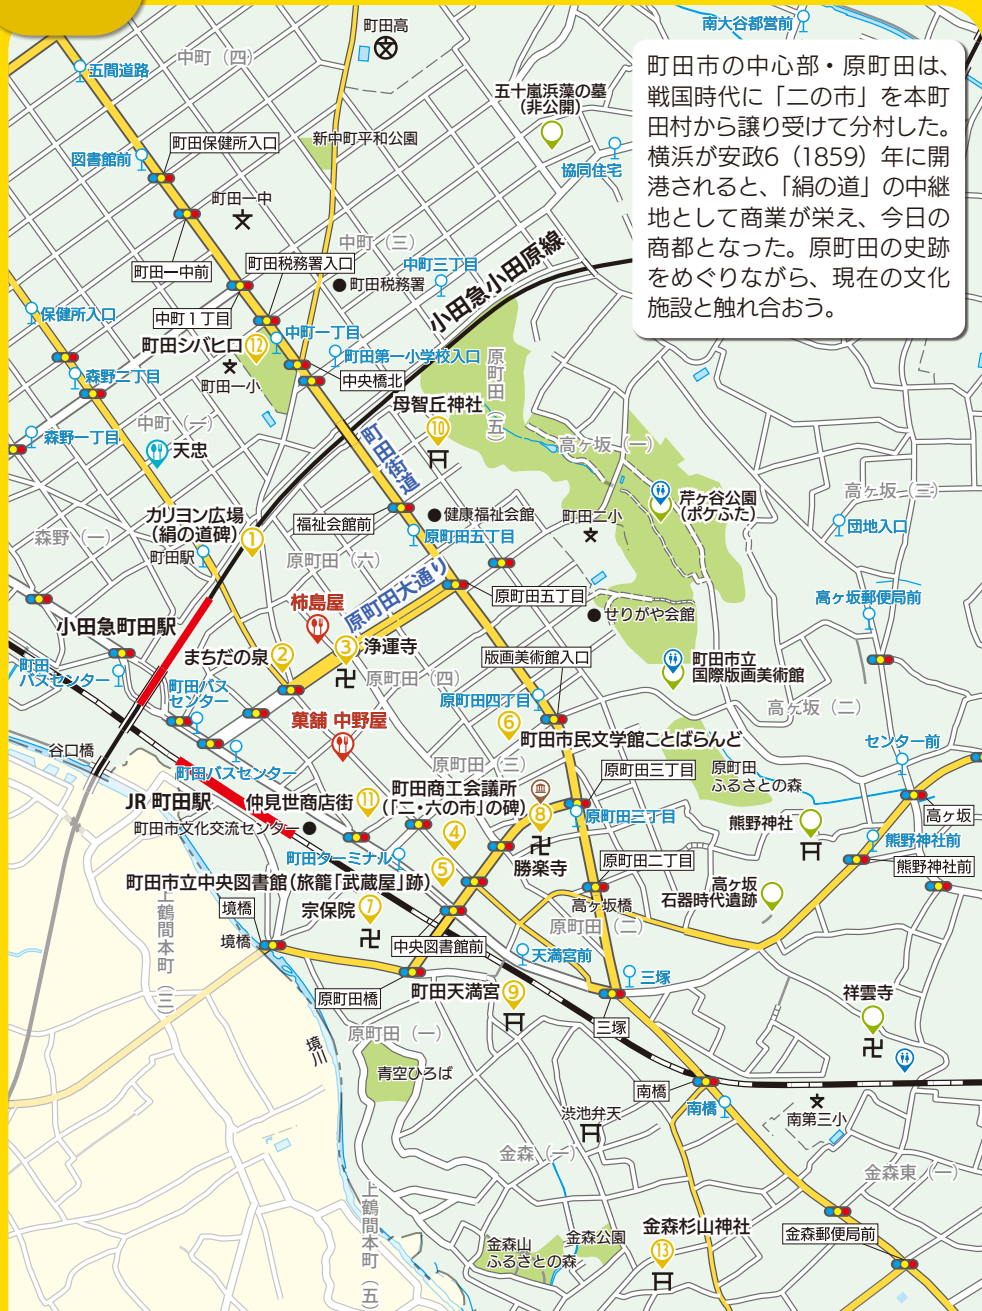 町田市の中心部・原町田は、
戦国時代に「二の市」を本町
田村から譲り受けて分村した。
横浜が安政6（1859）年に開
港されると、「絹の道」の中継
地として商業が栄え、今日の
商都となった。原町田の史跡
をめぐりながら、現在の文化
施設と触れ合おう。
南大谷都営前
町田高
中町（四）
五間道路
五十嵐浜藻の墓
（非公開）
新中町平和公園
町田保健所入口
図書館前
協同住宅
町田一中
中町（三）
町田一中前
町田税務署入口
町田税務署
中町三丁目
小田急小田原線
保健所入口
中町1丁目
中町一丁目
町田シバヒロ
⑫
町田第一小学校入口
町田一小
中央橋北
原町田（五）
森野二丁目
母智丘神社
⑩
中町（一）
森野一丁目
天忠
町田街道
高ヶ坂（一）
高ヶ坂（三）
芹ヶ谷公園
（ポケふた）
カリヨン広場
（絹の道碑）
①
福祉会館前
健康福祉会館
町田二小
団地入口
森野（一）
町田駅
原町田（六）
原町田五丁目
原町田大通り
原町田五丁目
高ヶ坂郵便局前
柿島屋
せりがや会館
小田急町田駅
まちだの泉
②
③
浄運寺
版画美術館入口
町田市立
国際版画美術館
町田
バスセンター
町田バス
センター
原町田（四）
原町田四丁目
高ヶ坂（二）
菓舗 中野屋
⑥
町田市民文学館ことばらんど
センター前
谷口橋
町田バスセンター
原町田（三）
原町田三丁目
原町田
ふるさとの森
JR 町田駅
仲見世商店街
⑪
町田商工会議所
（「二・六の市」の碑）
高ヶ坂
町田市文化交流センター
④
⑧
原町田三丁目
熊野神社
熊野神社前
町田ターミナル
勝楽寺
原町田二丁目
熊野神社前
⑤
町田市立中央図書館（旅籠「武蔵屋」跡）
高ヶ坂
石器時代遺跡
境橋
宗保院
⑦
高ヶ坂橋
原町田（二）
上鶴間本町（三）
境橋
中央図書館前
天満宮前
三塚
原町田橋
町田天満宮
⑨
祥雲寺
三塚
原町田（一）
境川
青空ひろば
南橋
南橋
渋池弁天
南第三小
金森（一）
金森東（一）
上鶴間本町（五）
金森杉山神社
⑬
金森郵便局前
金森山
ふるさとの森
金森公園